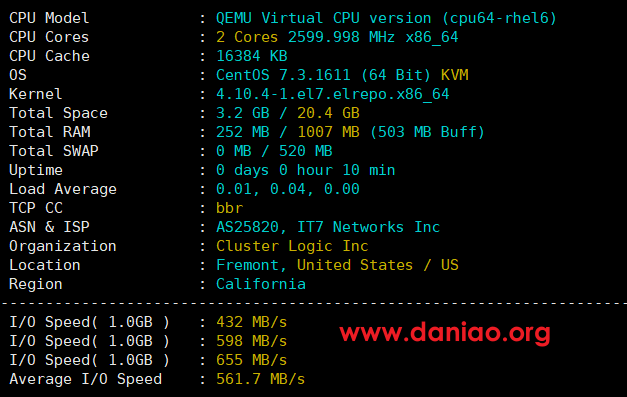 CPU Model : QEMU Virtual CPU version (cpu64-rhel6)
CPU Cores : 2 Cores 2599.998 MHz x86_64
CPU Cache : 16384 KB
OS : CentOS 7.3.1611 (64 Bit) KVM
Kernel : 4.10.4-1.el7.elrepo.x86_64
Total Space : 3.2 GB / 20.4 GB
Total RAM : 252 MB / 1007 MB (503 MB Buff)
Total SWAP : 0 MB / 520 MB
Uptime : 0 days 0 hour 10 min
Load Average : 0.01, 0.04, 0.00
TCP CC : bbr
ASN & ISP : AS25820, IT7 Networks Inc
Organization : Cluster Logic Inc
Location : Fremont, United States / US
Region : California
----------------------------------------------------------------------
I/O Speed( 1.0GB ) : 432 MB/s
I/O Speed( 1.0GB ) : 598 MB/s
www.daniao.org
I/O Speed( 1.0GB ) : 655 MB/s
Average I/O Speed : 561.7 MB/s